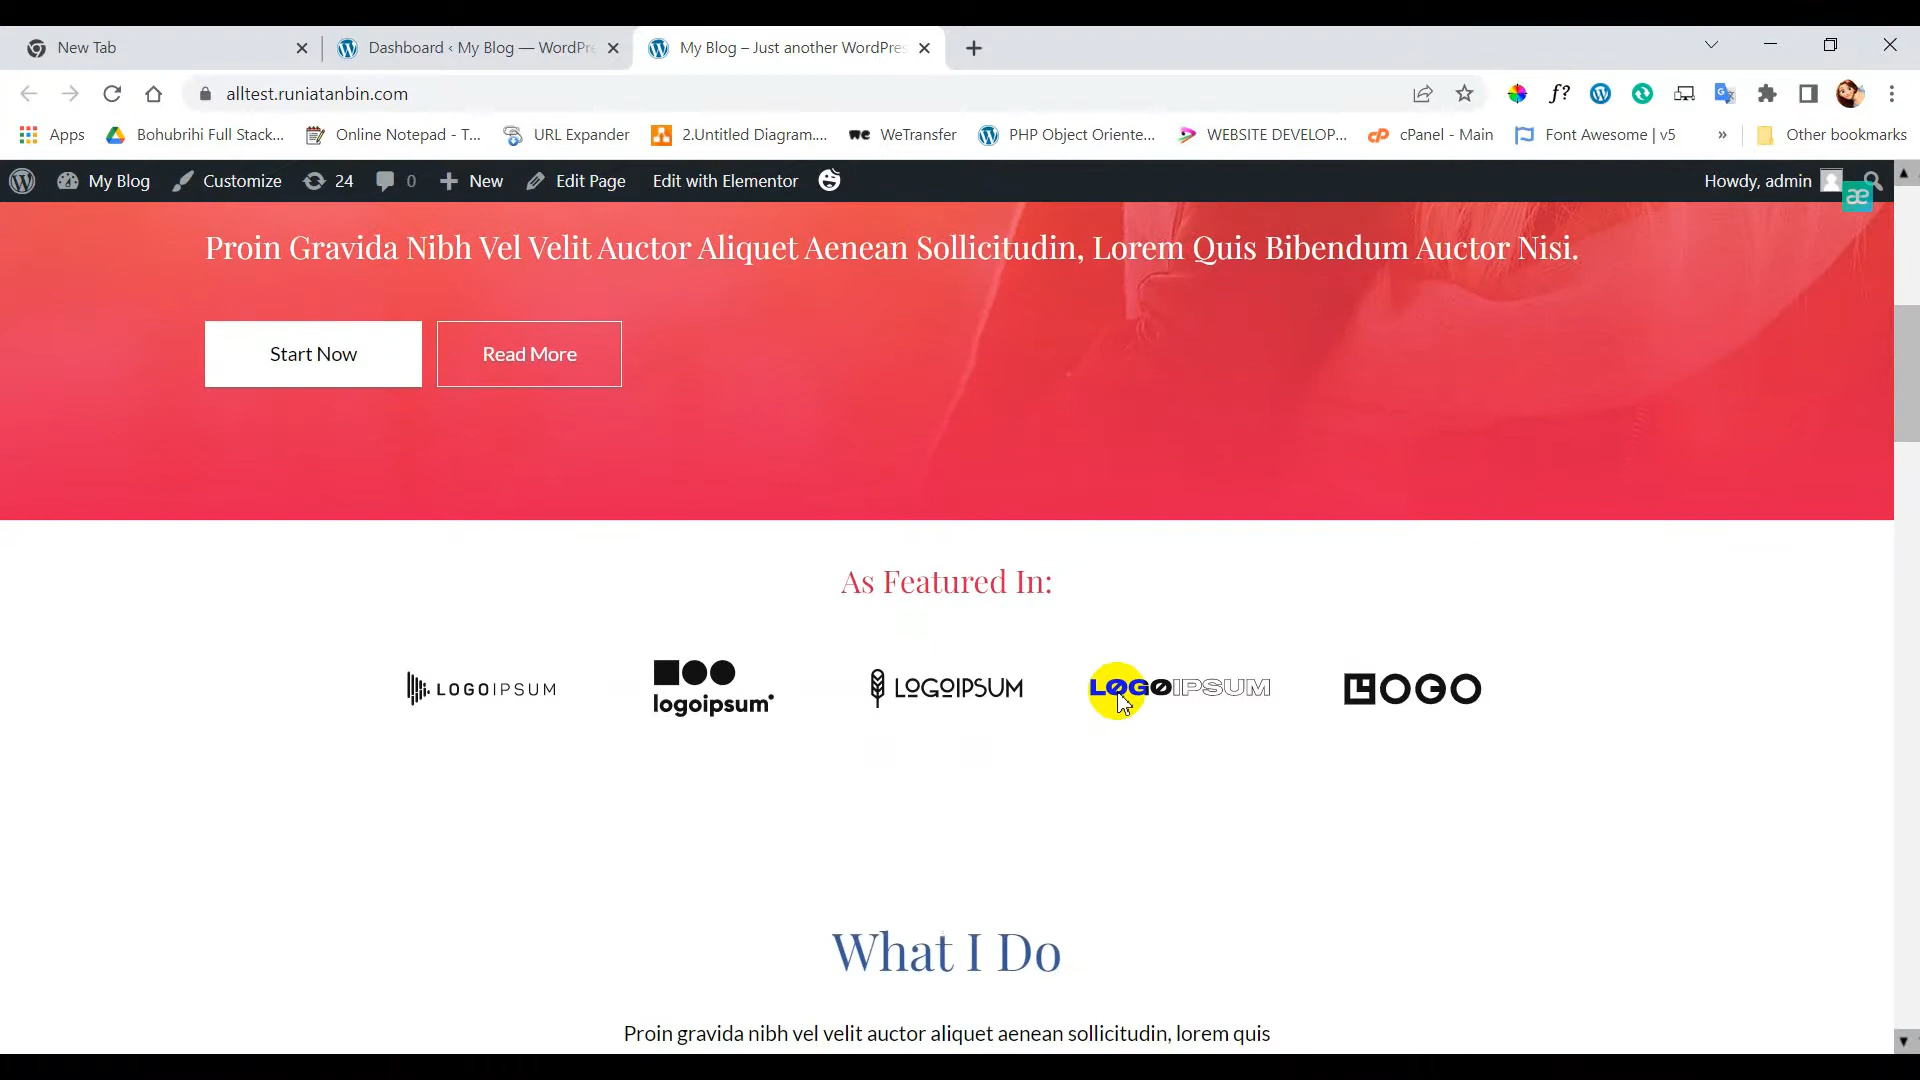 New Tab
Dashboard ‹ My Blog — WordPre
My Blog – Just another WordPres
alltest.runiatanbin.com
f?
Apps
Bohubrihi Full Stack...
Online Notepad - T...
URL Expander
2.Untitled Diagram....
we
WeTransfer
PHP Object Oriente...
WEBSITE DEVELOP...
cP
cPanel - Main
Font Awesome | v5
»
Other bookmarks
My Blog
Customize
24
0
New
Edit Page
Edit with Elementor
Howdy, admin
æ
Proin Gravida Nibh Vel Velit Auctor Aliquet Aenean Sollicitudin, Lorem Quis Bibendum Auctor Nisi.
Start Now
Read More
As Featured In:
LOGOIPSUM
logoipsum
LOGOIPSUM
LOGOIPSUM
LOGO
What I Do
Proin gravida nibh vel velit auctor aliquet aenean sollicitudin, lorem quis